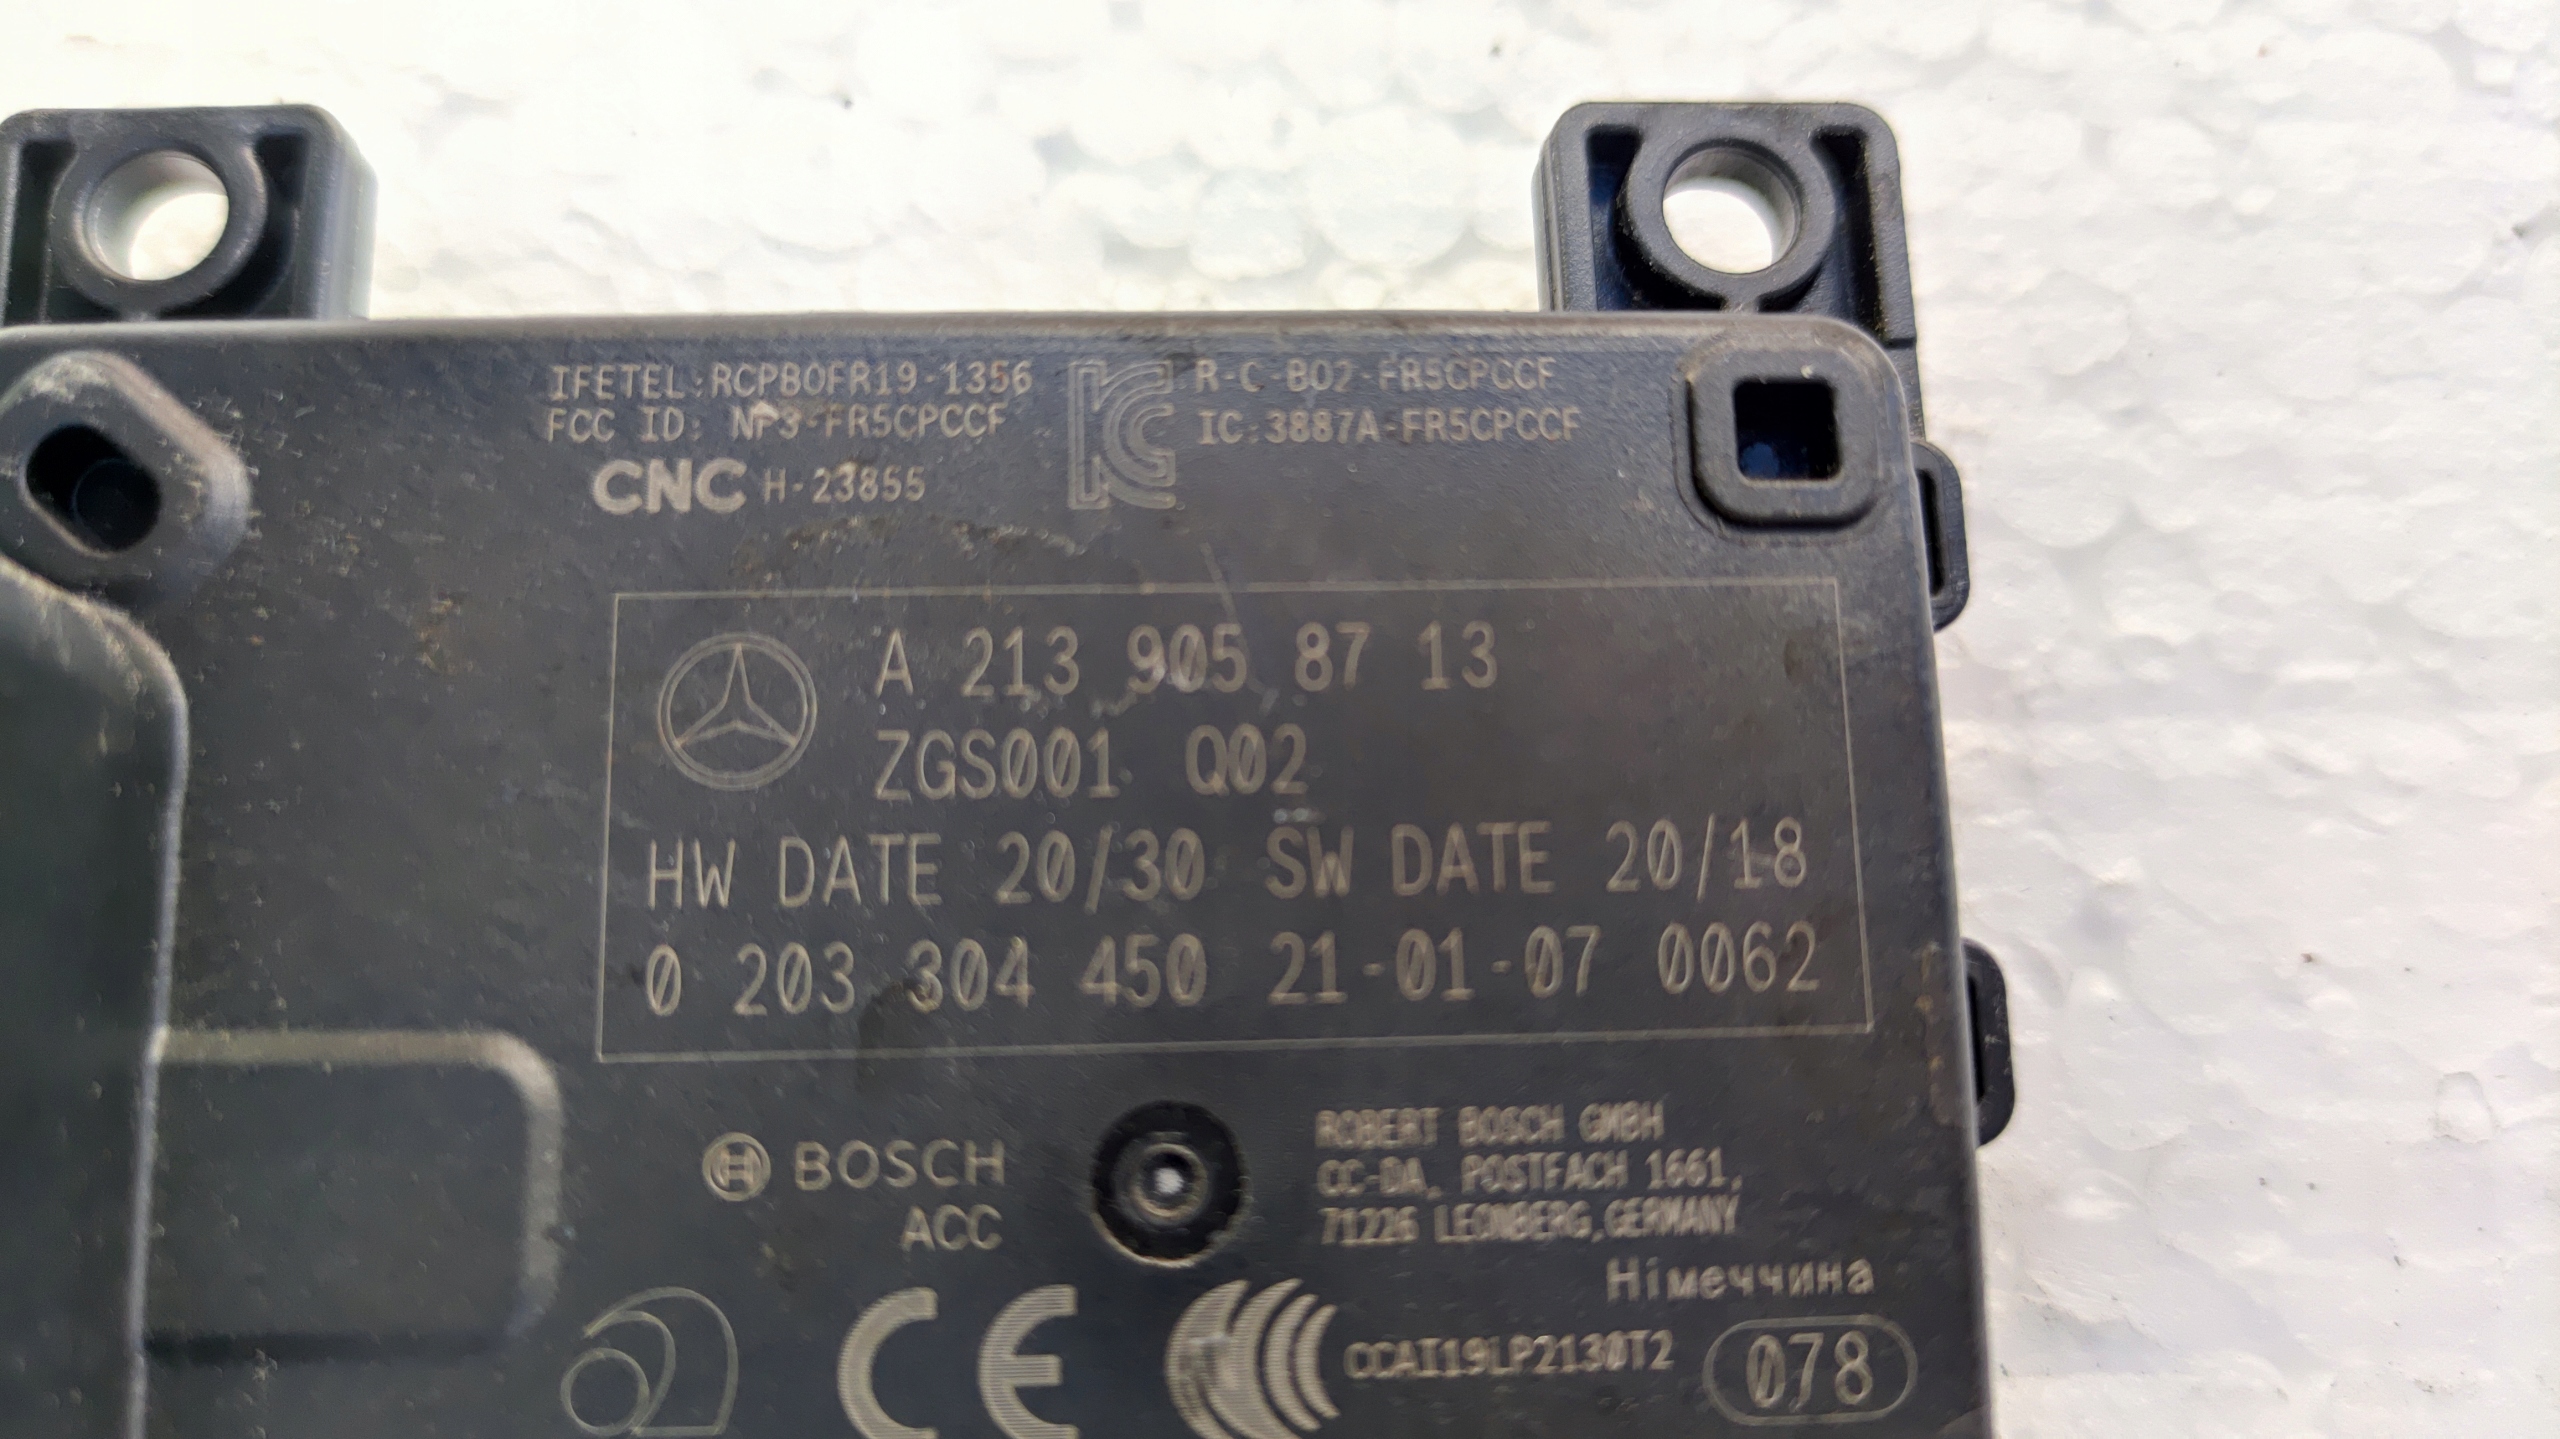 IFETEL:RCPBOFR19-1356
FCC ID: NF3-FR5CPCCF
CNC H-23855
R-C-BO2-FR5CPCCF
IC:3887A-FR5CPCCF
A 213 905 87 13
ZGS001 Q02
HW DATE 20/30 SW DATE 20/18
0 203 304 450 21-01-07 0062
BOSCH
ACC
ROBERT BOSCH GMBH
CC-DA, POSTFACH 1661,
71226 LEONBERG,GERMANY
Німеччина
CE
CCAI19LP2130T2
078